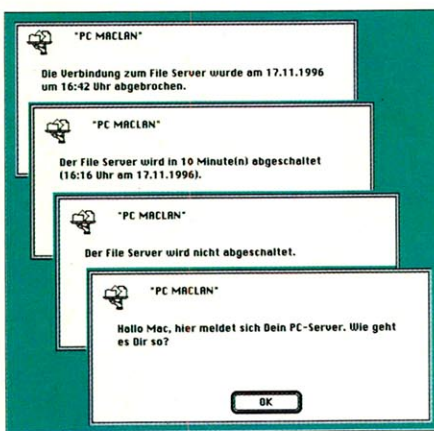 "PC MACLAN"
Die Verbindung zum File Server wurde am 17.11.1996
um 16:42 Uhr abgebrochen.
"PC MACLAN"
Der File Server wird in 10 Minute(n) abgeschaltet
(16:16 Uhr am 17.11.1996).
"PC MACLAN"
Der File Server wird nicht abgeschaltet.
"PC MACLAN"
Hallo Mac, hier meldet sich Dein PC-Server. Wie geht
es Dir so?
OK